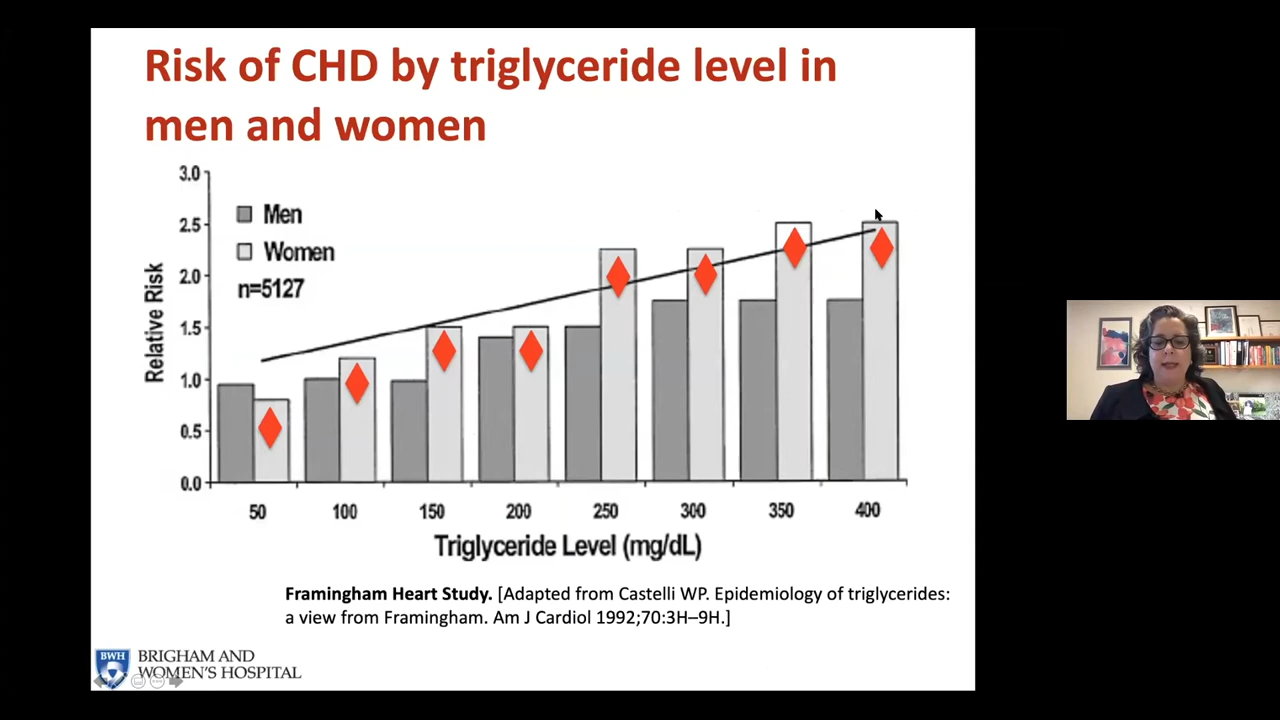 Risk of CHD by triglyceride level in
men and women
3.0
2.5
2.0
1.5
1.0
0.5
0.0
Relative Risk
Men
Women
n=5127
50 100 150 200 250 300 350 400
Triglyceride Level (mg/dL)
Framingham Heart Study. [Adapted from Castelli WP. Epidemiology of triglycerides:
a view from Framingham. Am J Cardiol 1992;70:3H–9H.]
BWH
BRIGHAM AND
WOMEN'S HOSPITAL